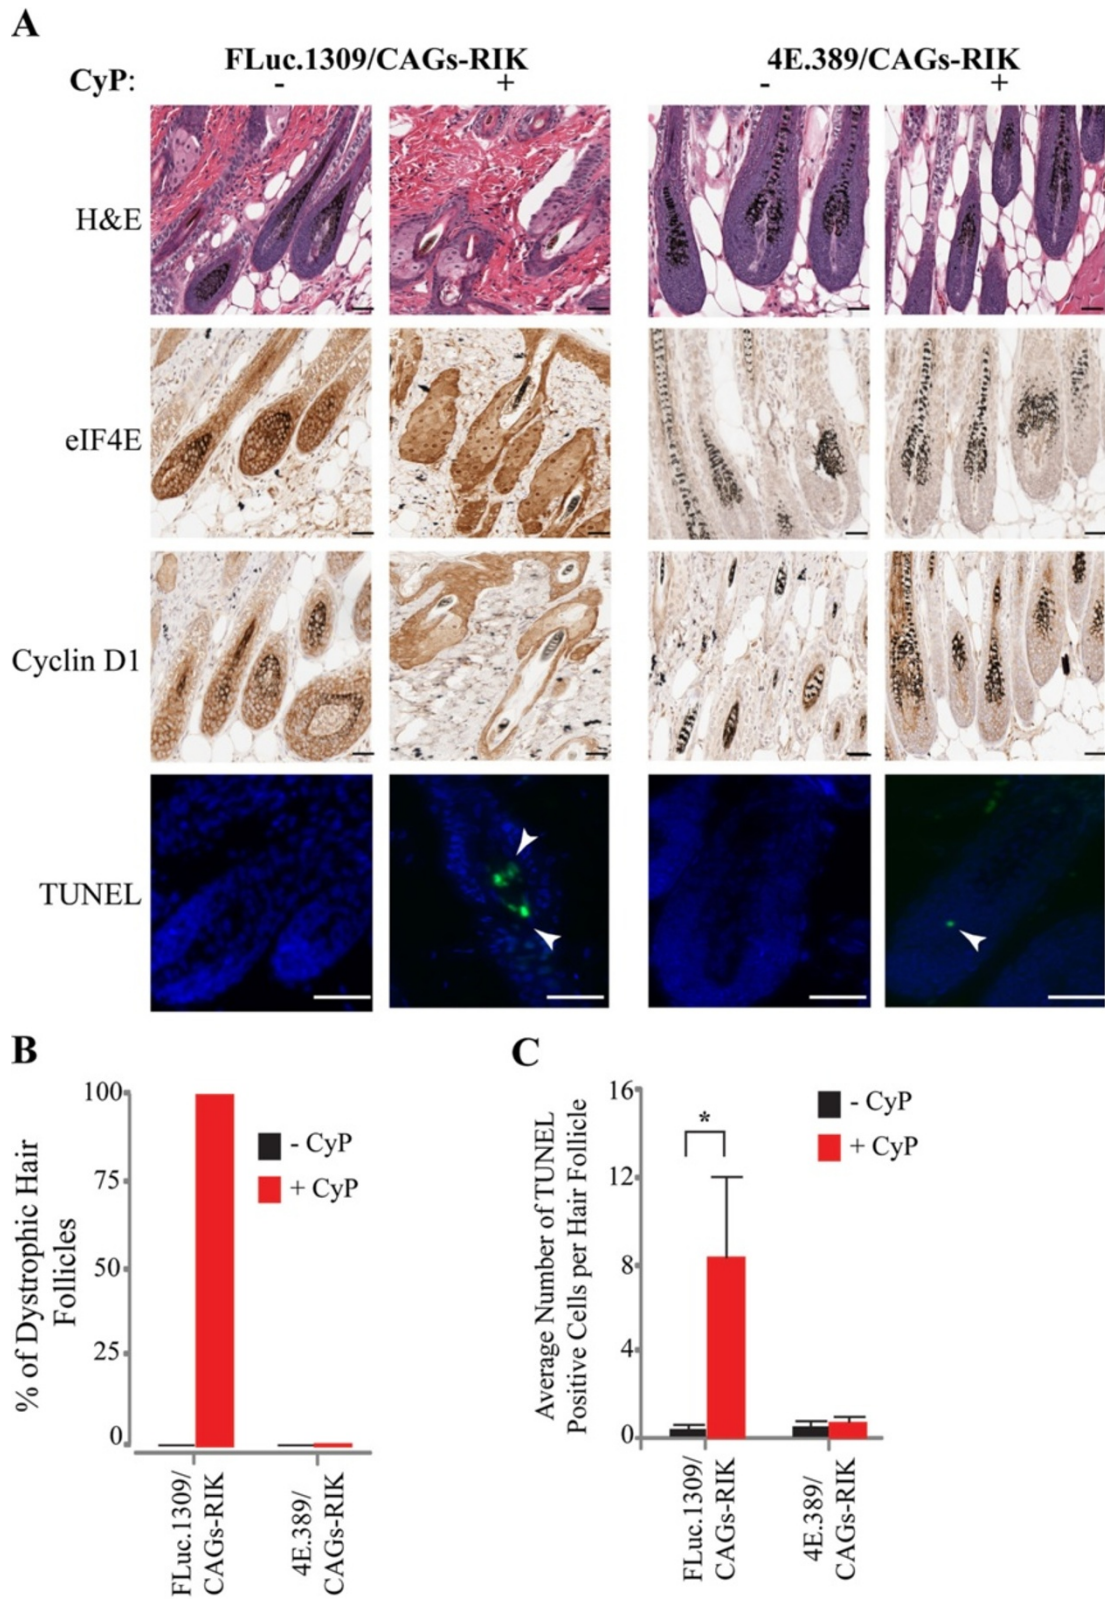 A
FLuc.1309/CAGs-RIK
4E.389/CAGs-RIK
CyP:
-
+
-
+
H&E
eIF4E
Cyclin D1
TUNEL
B
% of Dystrophic Hair
Follicles
100
75
50
25
0
- CyP
+ CyP
FLuc.1309/
CAGs-RIK
4E.389/
CAGs-RIK
C
Average Number of TUNEL
Positive Cells per Hair Follicle
16
12
8
4
0
*
- CyP
+ CyP
FLuc.1309/
CAGs-RIK
4E.389/
CAGs-RIK